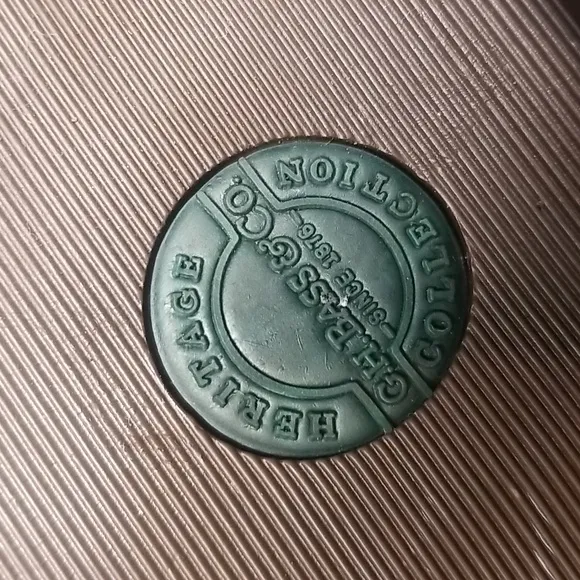 HERITAGE
G.H. BASS & CO.
-SINCE 1876-
COLLECTION